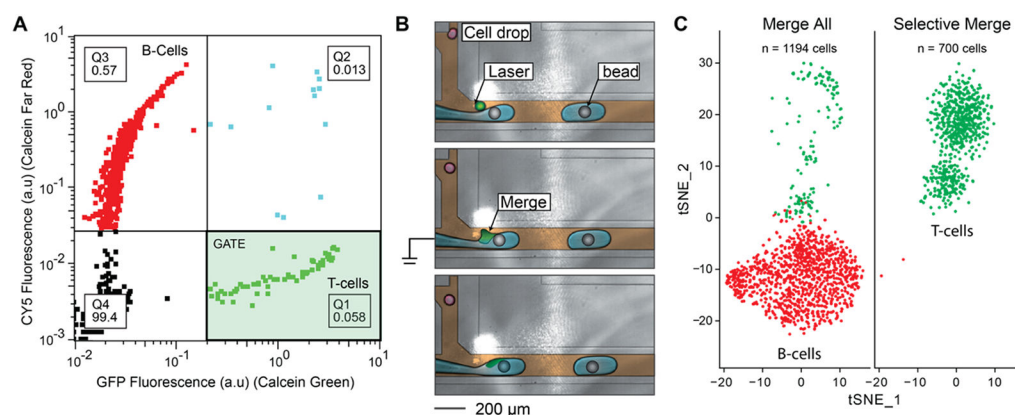 A
CY5 Fluorescence (a.u) (Calcein Far Red)
10^1
10^0
10^-1
10^-2
10^-3
Q3
0.57
B-Cells
Q2
0.013
Q4
99.4
GATE
T-cells
Q1
0.058
10^-2
10^-1
10^0
10^1
GFP Fluorescence (a.u) (Calcein Green)
B
Cell drop
Laser
bead
Merge
200 µm
C
Merge All
Selective Merge
n = 1194 cells
n = 700 cells
tSNE_2
30
20
10
0
−10
−20
T-cells
B-cells
−20 −10 0 10
−20 −10 0 10
tSNE_1